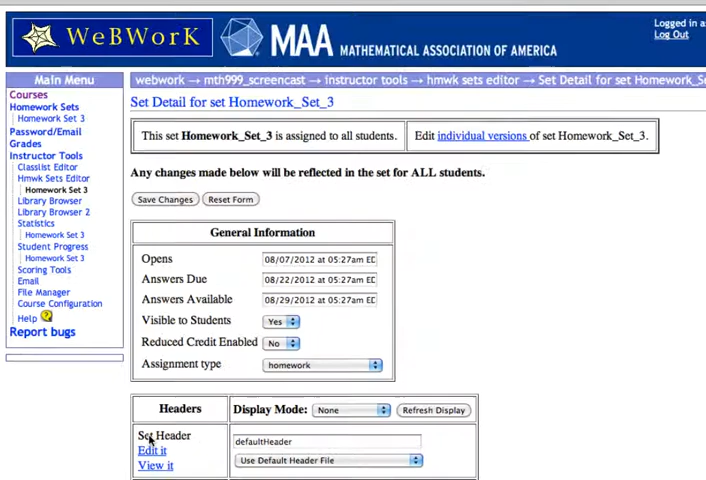 WeBWorK
MAA MATHEMATICAL ASSOCIATION OF AMERICA
Logged in a
Log Out
Main Menu
Courses
Homework Sets
Homework Set 3
Password/Email
Grades
Instructor Tools
Classlist Editor
Hmwk Sets Editor
Homework Set 3
Library Browser
Library Browser 2
Statistics
Homework Set 3
Student Progress
Homework Set 3
Scoring Tools
Email
File Manager
Course Configuration
Help ?
Report bugs
webwork → mth999_screencast → instructor tools → hmwk sets editor → Set Detail for set Homework_S
Set Detail for set Homework_Set_3
This set Homework_Set_3 is assigned to all students.
Edit individual versions of set Homework_Set_3.
Any changes made below will be reflected in the set for ALL students.
Save Changes Reset Form
General Information
Opens 08/07/2012 at 05:27am ED
Answers Due 08/22/2012 at 05:27am ED
Answers Available 08/29/2012 at 05:27am ED
Visible to Students Yes
Reduced Credit Enabled No
Assignment type homework
Headers Display Mode: None Refresh Display
Set Header
Edit it
View it
defaultHeader
Use Default Header File